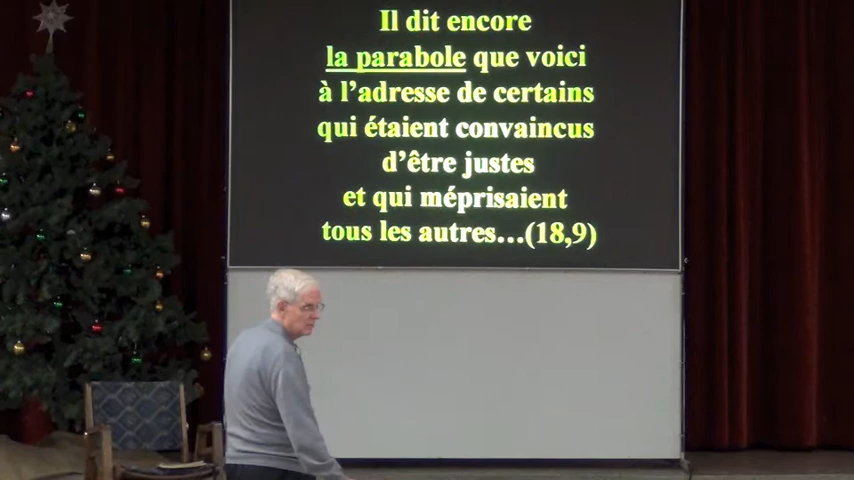 Il dit encore
la parabole que voici
à l’adresse de certains
qui étaient convaincus
d’être justes
et qui méprisaient
tous les autres…(18,9)